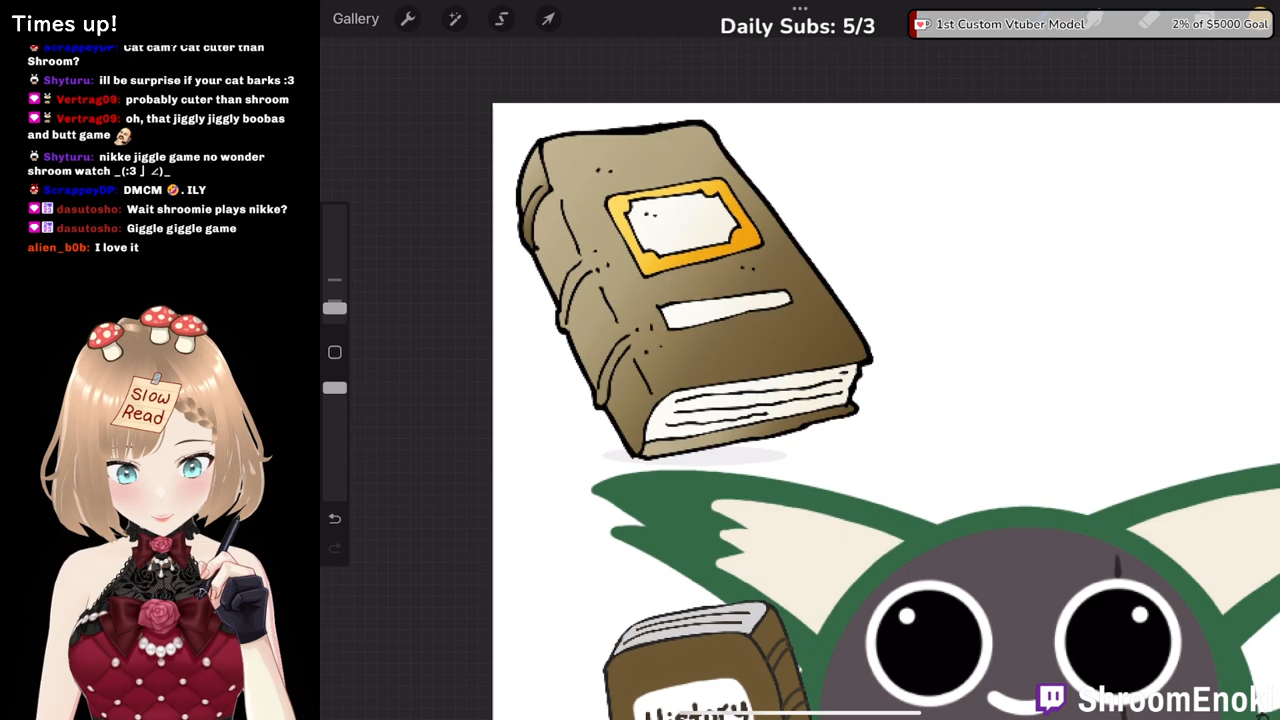 Times up!
Gallery
Daily Subs: 5/3
1st Custom Vtuber Model
2% of $5000 Goal
ScrappeyDP: Cat cam? Cat cuter than
Shroom?
Shyturu: ill be surprise if your cat barks :3
Vertrag09: probably cuter than shroom
Vertrag09: oh, that jiggly jiggly boobas
and butt game
Shyturu: nikke jiggle game no wonder
shroom watch _(:3 」∠)_
ScrappeyDP: DMCM 🤣. ILY
dasutosho: Wait shroomie plays nikke?
dasutosho: Giggle giggle game
alien_b0b: I love it
Slow
Read
History
ShroomEnoki